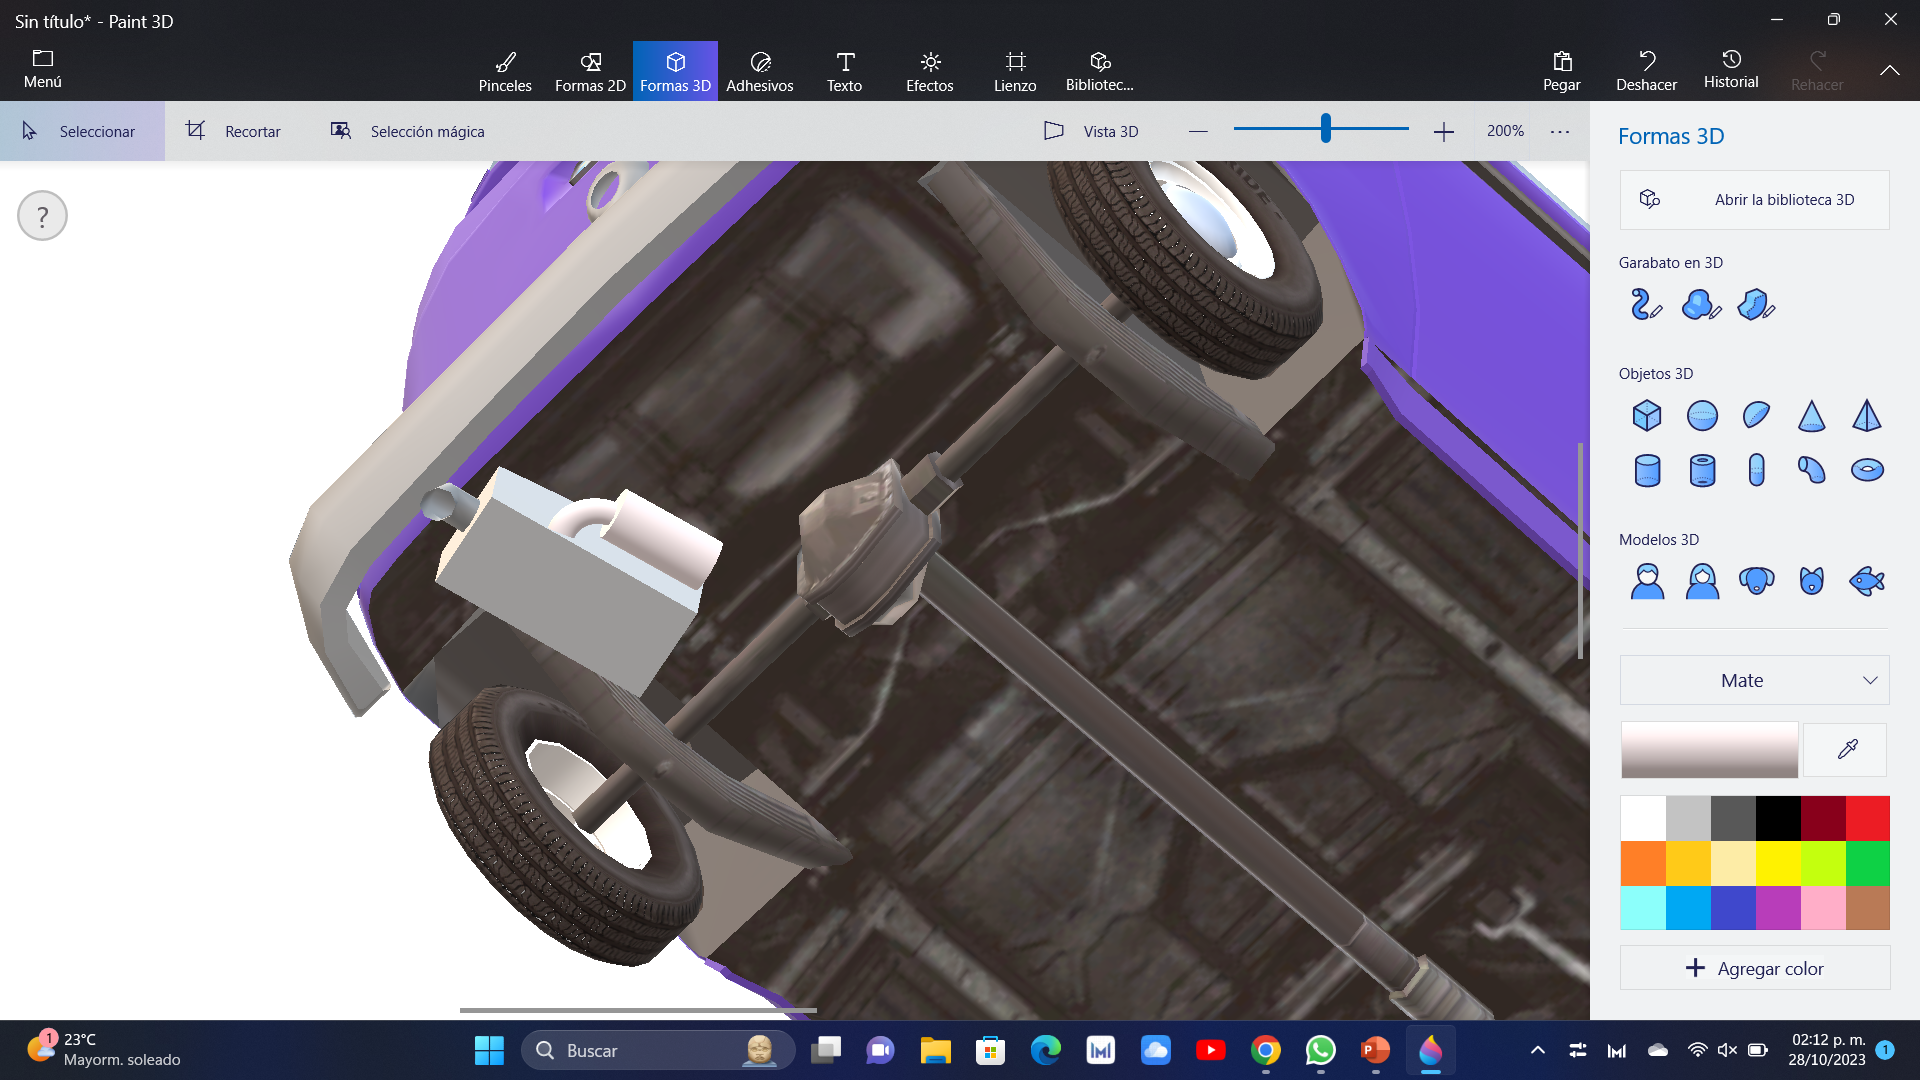 Sin título* - Paint 3D
Menú
Pinceles
Formas 2D
Formas 3D
Adhesivos
Texto
Efectos
Lienzo
Bibliotec...
Pegar
Deshacer
Historial
Rehacer
Seleccionar
Recortar
Selección mágica
Vista 3D
200%
?
Formas 3D
Abrir la biblioteca 3D
Garabato en 3D
Objetos 3D
Modelos 3D
Mate
Agregar color
1
23°C
Mayorm. soleado
Buscar
02:12 p. m.
28/10/2023
1